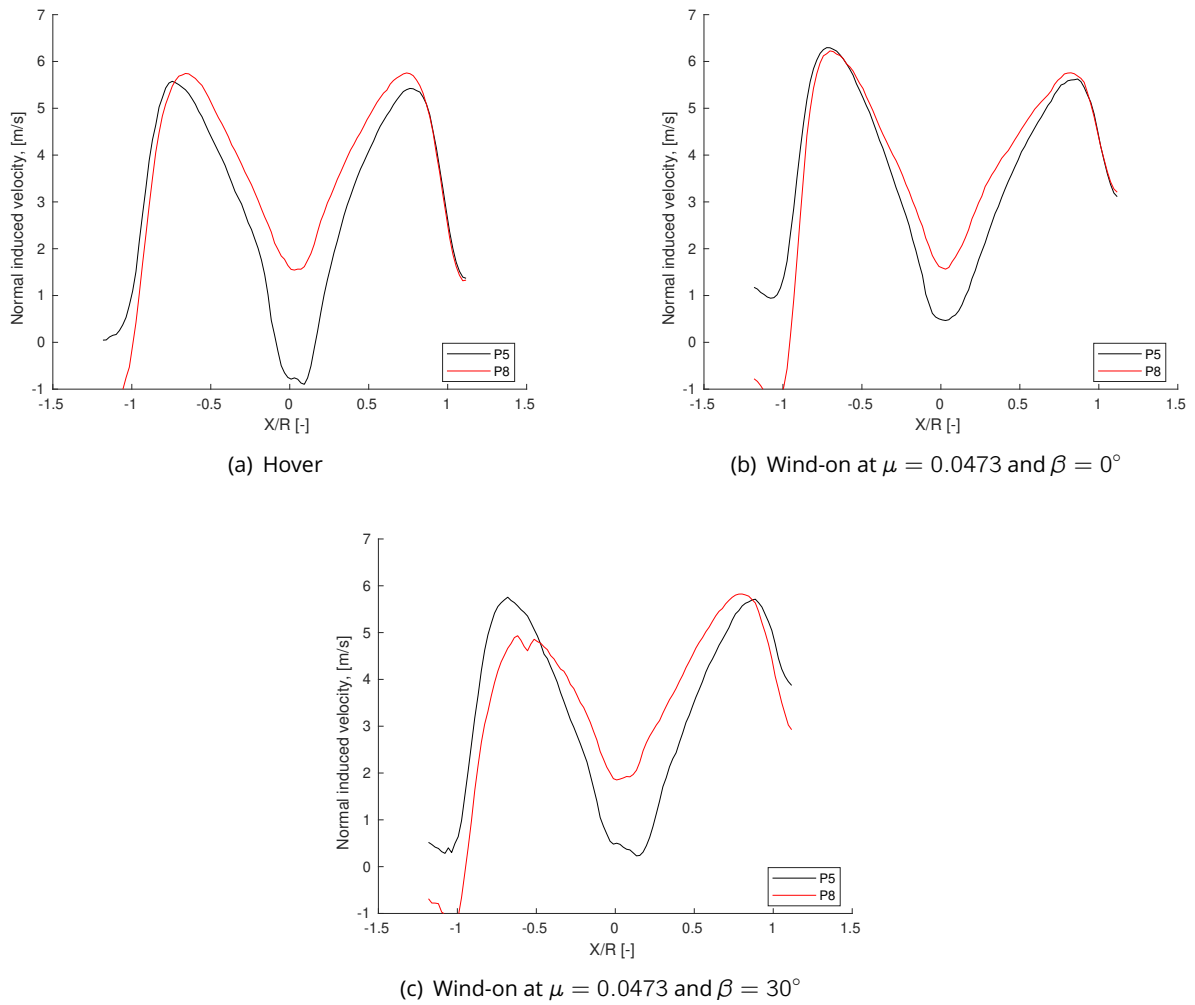 7
6
5
4
3
2
1
0
-1
-1.5 -1 -0.5 0 0.5 1 1.5
Normal induced velocity, [m/s]
X/R [-]
P5
P8
(a) Hover
7
6
5
4
3
2
1
0
-1
-1.5 -1 -0.5 0 0.5 1 1.5
Normal induced velocity, [m/s]
X/R [-]
P5
P8
(b) Wind-on at μ = 0.0473 and β = 0°
7
6
5
4
3
2
1
0
-1
-1.5 -1 -0.5 0 0.5 1 1.5
Normal induced velocity, [m/s]
X/R [-]
P5
P8
(c) Wind-on at μ = 0.0473 and β = 30°